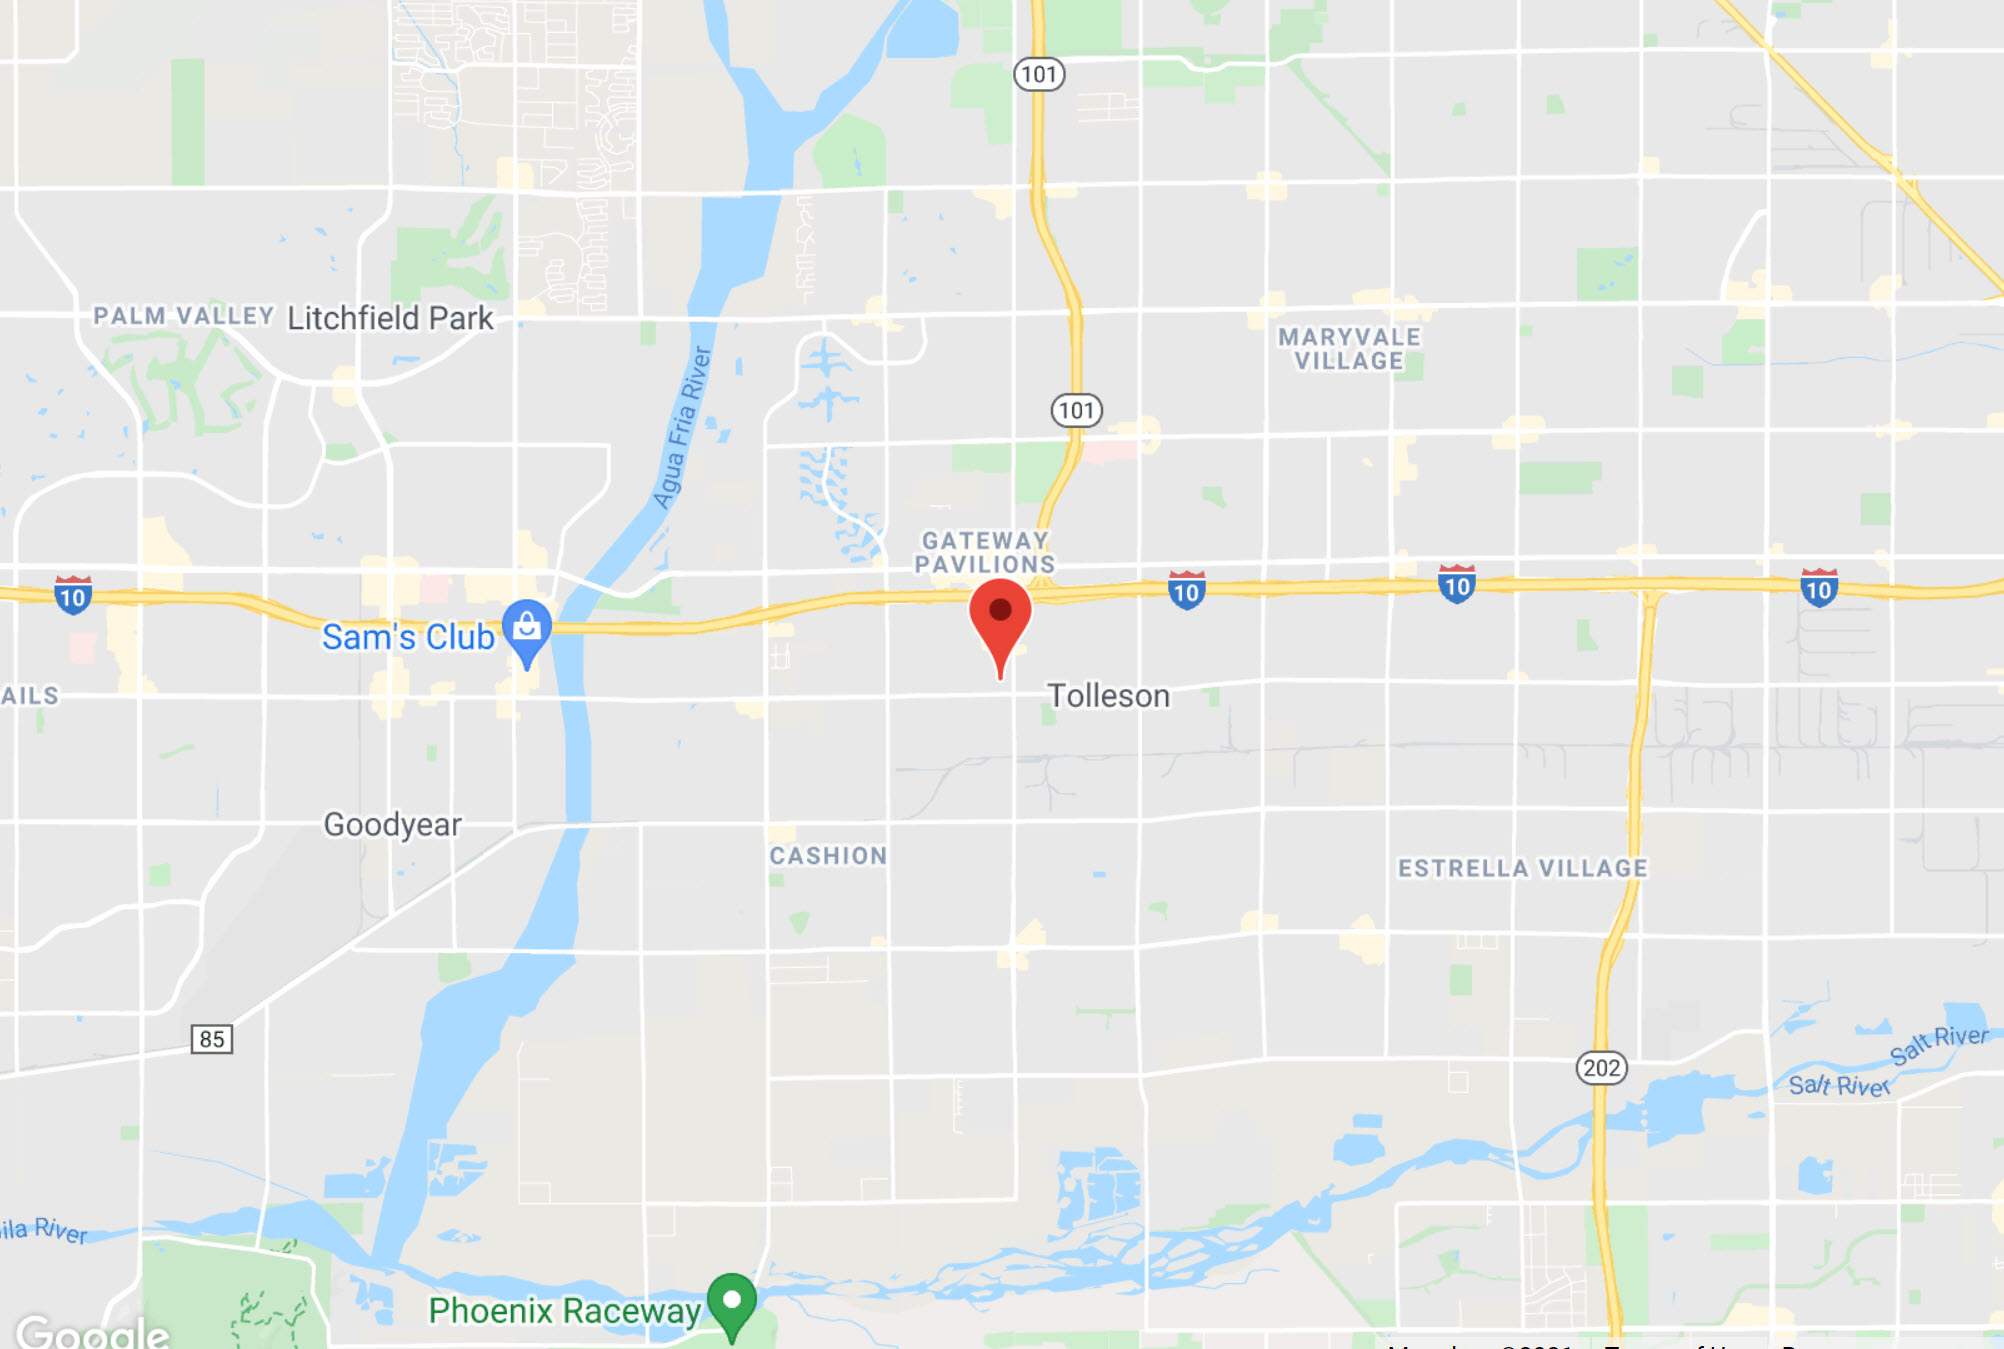 101
PALM VALLEY
Litchfield Park
MARYVALE
VILLAGE
Agua Fria River
101
GATEWAY
PAVILIONS
10
10
10
10
Sam's Club
AILS
Tolleson
Goodyear
CASHION
ESTRELLA VILLAGE
85
Salt River
202
Salt River
ila River
Phoenix Raceway
Google